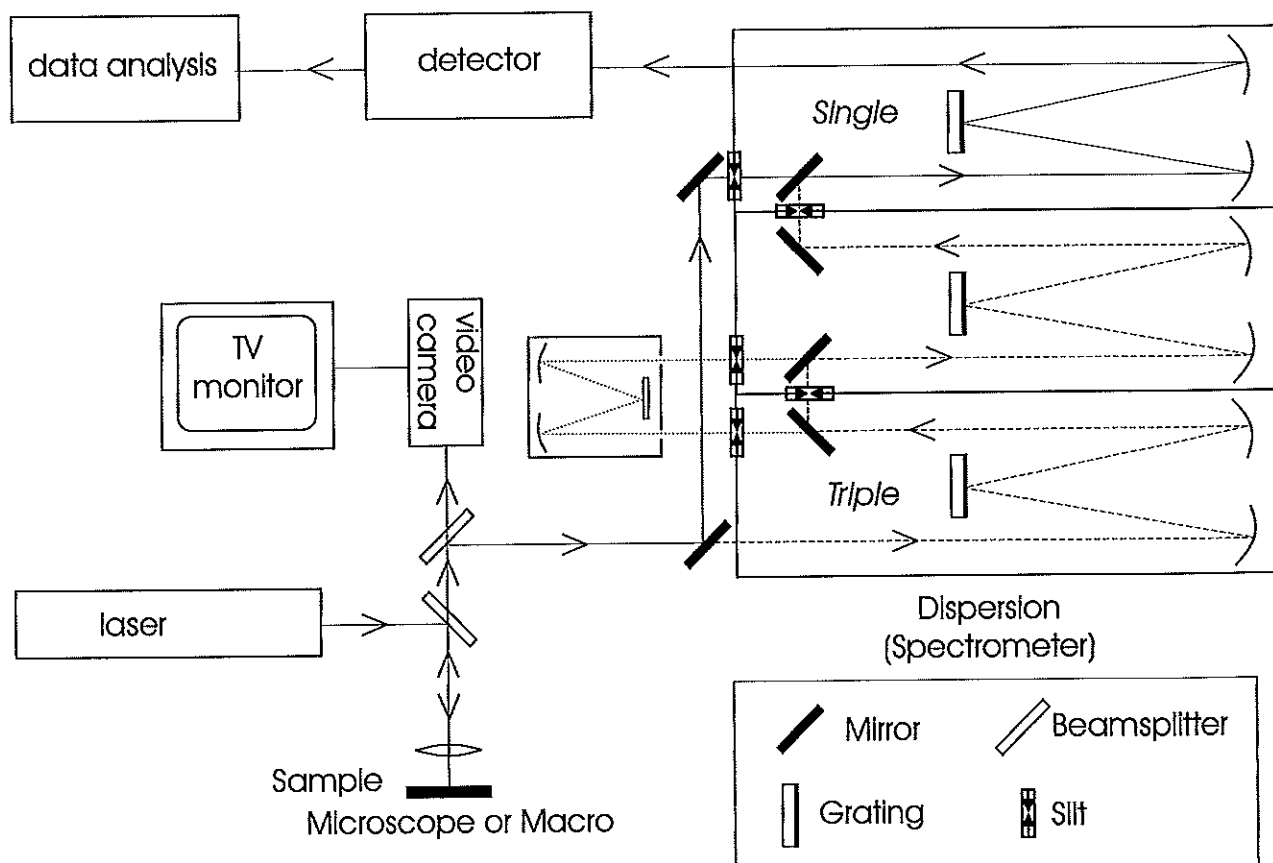 data analysis
detector
Single
TV
monitor
video
camera
Triple
laser
Dispersion
(Spectrometer)
Sample
Microscope or Macro
Mirror
Beamsplitter
Grating
Slit